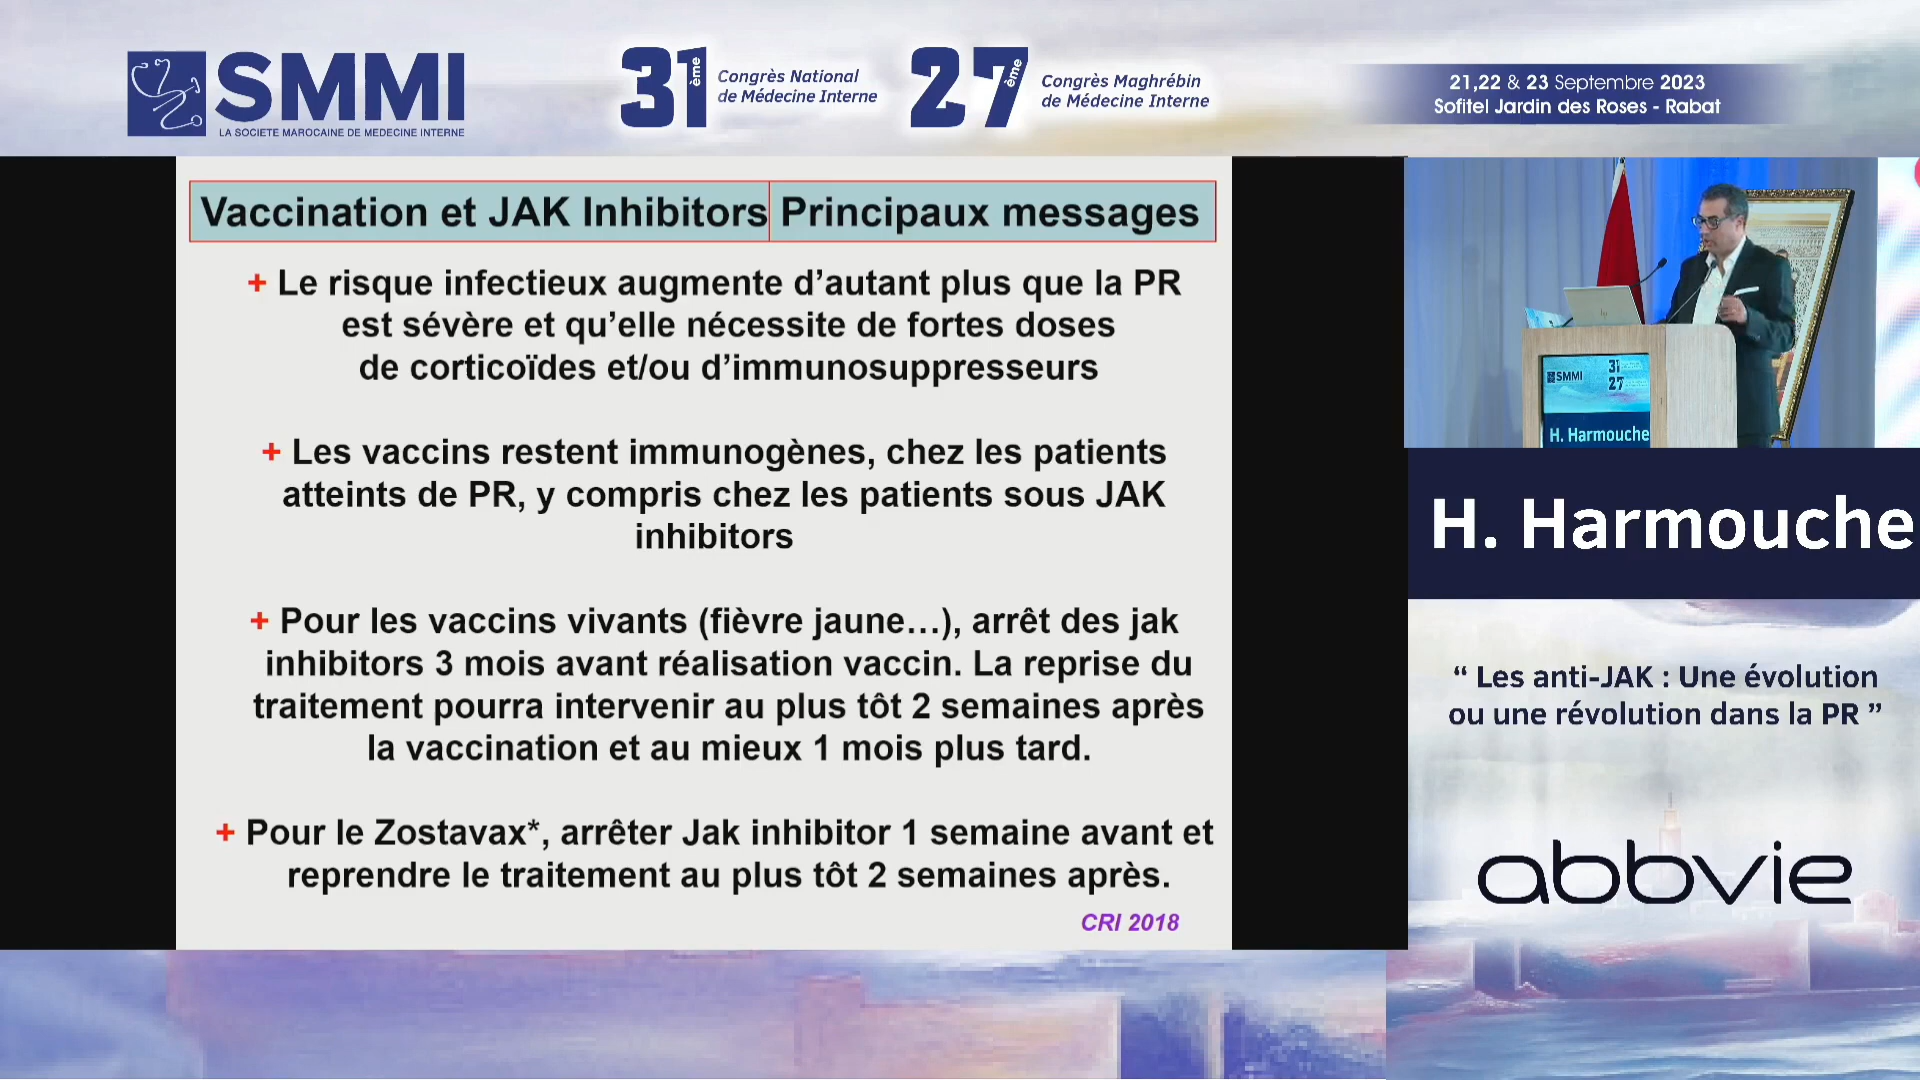 SMMI
LA SOCIETE MAROCAINE DE MEDECINE INTERNE
31ème
Congrès National
de Médecine Interne
27ème
Congrès Maghrébin
de Médecine Interne
21,22 & 23 Septembre 2023
Sofitel Jardin des Roses - Rabat
Vaccination et JAK Inhibitors Principaux messages
+ Le risque infectieux augmente d’autant plus que la PR
est sévère et qu’elle nécessite de fortes doses
de corticoïdes et/ou d’immunosuppresseurs
+ Les vaccins restent immunogènes, chez les patients
atteints de PR, y compris chez les patients sous JAK
inhibitors
+ Pour les vaccins vivants (fièvre jaune…), arrêt des jak
inhibitors 3 mois avant réalisation vaccin. La reprise du
traitement pourra intervenir au plus tôt 2 semaines après
la vaccination et au mieux 1 mois plus tard.
+ Pour le Zostavax*, arrêter Jak inhibitor 1 semaine avant et
reprendre le traitement au plus tôt 2 semaines après.
CRI 2018
SMMI
31
27
H. Harmouche
H. Harmouche
“ Les anti-JAK : Une évolution
ou une révolution dans la PR ”
abbvie